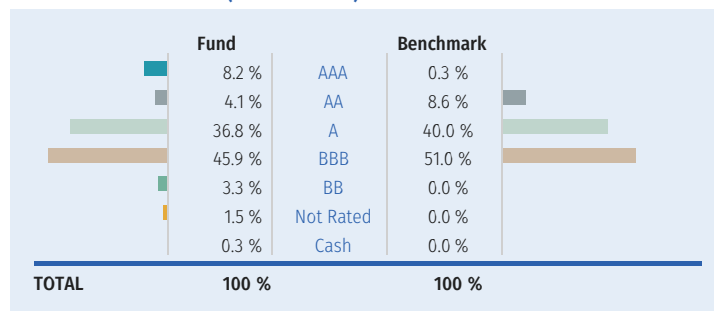 Fund Benchmark
8.2 % AAA 0.3 %
4.1 % AA 8.6 %
36.8 % A 40.0 %
45.9 % BBB 51.0 %
3.3 % BB 0.0 %
1.5 % Not Rated 0.0 %
0.3 % Cash 0.0 %
TOTAL 100 % 100 %